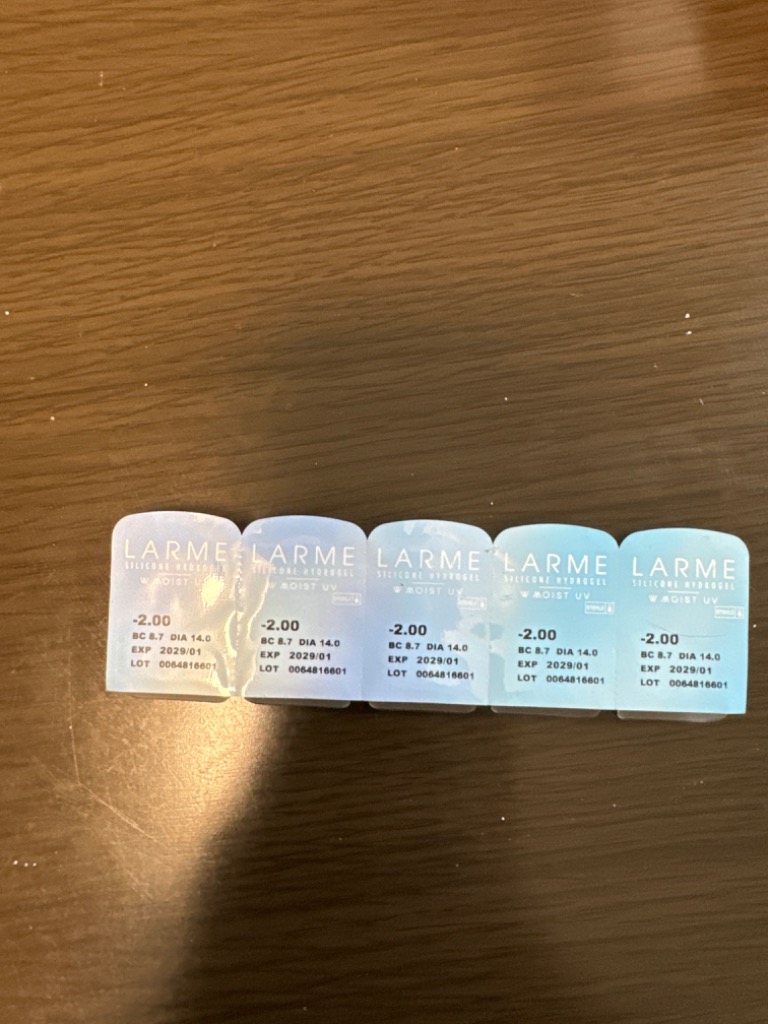 LARME
SILICONE HYDROGEL
W MOIST UV
-2.00
BC 8.7 DIA 14.0
EXP 2029/01
LOT 0064816601
LARME
SILICONE HYDROGEL
W MOIST UV
-2.00
BC 8.7 DIA 14.0
EXP 2029/01
LOT 0064816601
LARME
SILICONE HYDROGEL
W MOIST UV
-2.00
BC 8.7 DIA 14.0
EXP 2029/01
LOT 0064816601
LARME
SILICONE HYDROGEL
W MOIST UV
-2.00
BC 8.7 DIA 14.0
EXP 2029/01
LOT 0064816601
LARME
SILICONE HYDROGEL
W MOIST UV
-2.00
BC 8.7 DIA 14.0
EXP 2029/01
LOT 0064816601